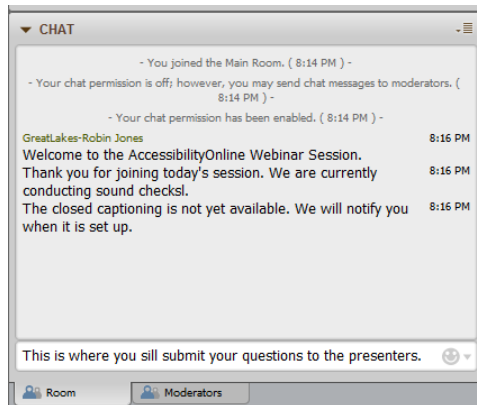 CHAT
- You joined the Main Room. ( 8:14 PM ) -
- Your chat permission is off; however, you may send chat messages to moderators. (
8:14 PM ) -
- Your chat permission has been enabled. ( 8:14 PM ) -
GreatLakes-Robin Jones 8:16 PM
Welcome to the AccessibilityOnline Webinar Session.
Thank you for joining today's session. We are currently 8:16 PM
conducting sound checksl.
The closed captioning is not yet available. We will notify you 8:16 PM
when it is set up.
This is where you sill submit your questions to the presenters.
Room Moderators